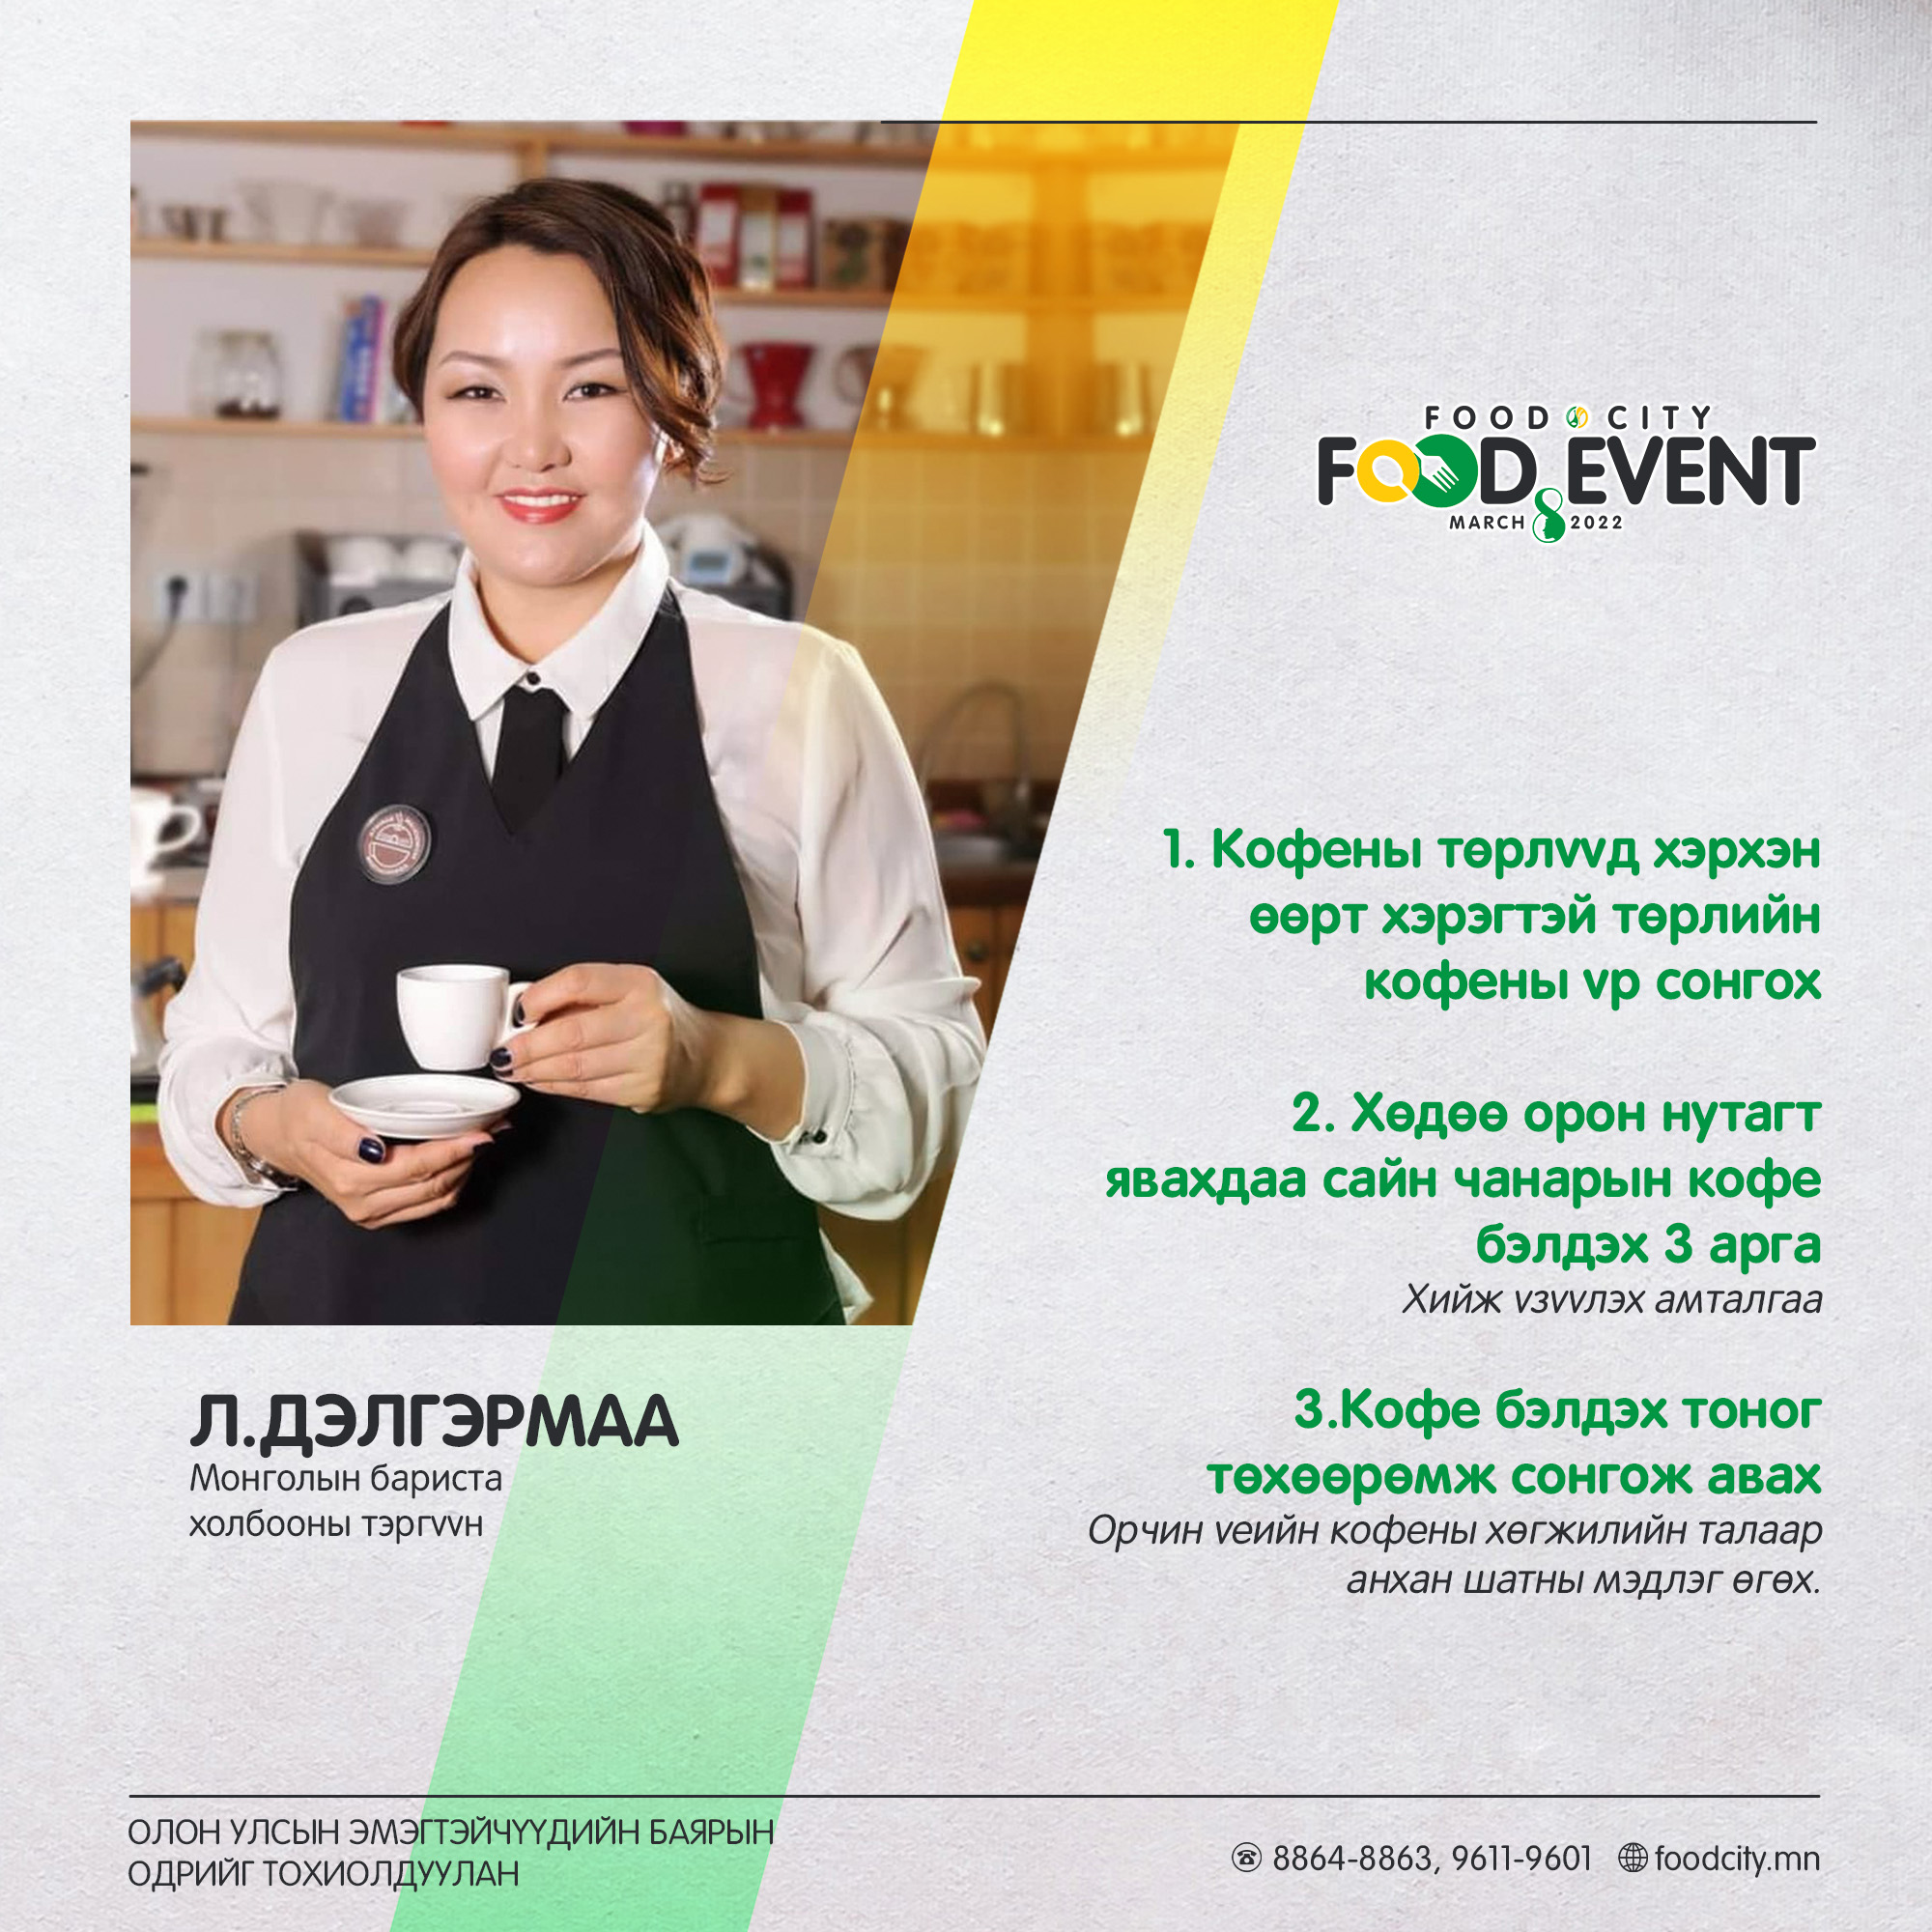 FOOD CITY
FOOD EVENT
MARCH 8 2022
1. Кофены төрлvvд хэрхэн
өөрт хэрэгтэй төрлийн
кофены vр сонгох
2. Хөдөө орон нутагт
явахдаа сайн чанарын кофе
бэлдэх 3 арга
Хийж vзvvлэх амталгаа
3.Кофе бэлдэх тоног
төхөөрөмж сонгож авах
Орчин vеийн кофены хөгжилийн талаар
анхан шатны мэдлэг өгөх.
Л.ДЭЛГЭРМАА
Монголын бариста
холбооны тэргvvн
ОЛОН УЛСЫН ЭМЭГТЭЙЧҮҮДИЙН БАЯРЫН
ОДРИЙГ ТОХИОЛДУУЛАН
8864-8863, 9611-9601 foodcity.mn